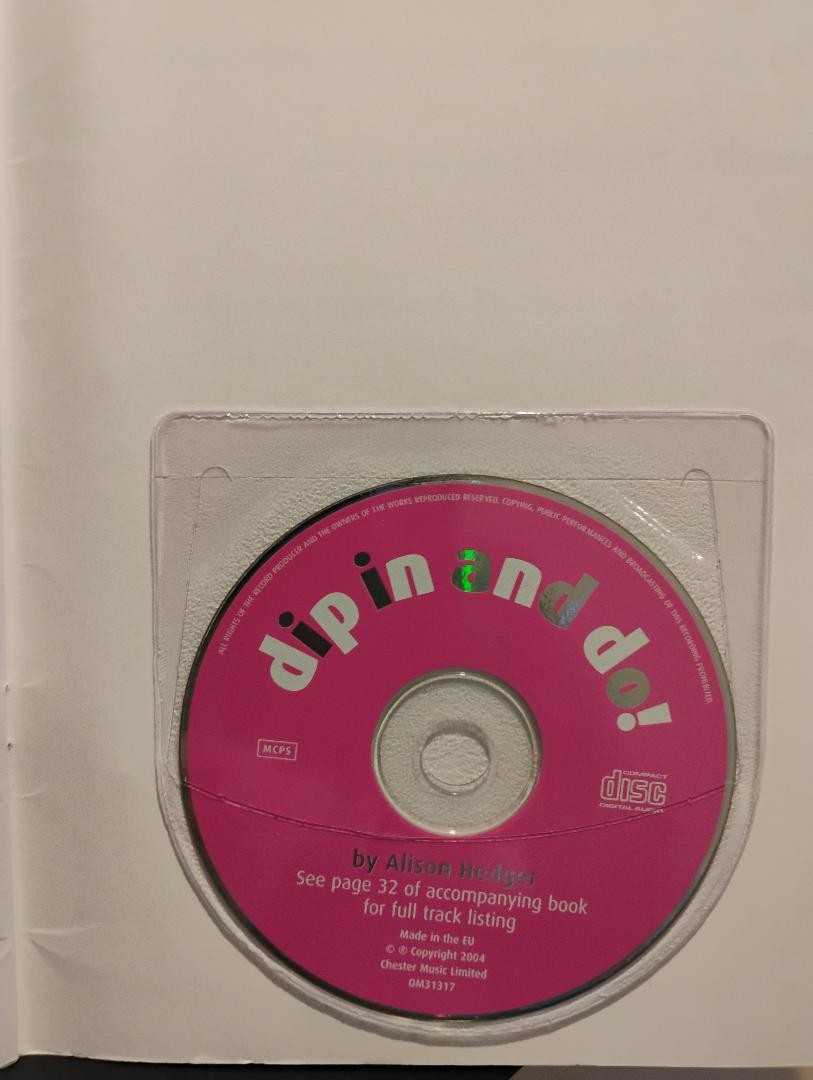 ALL RIGHTS OF THE RECORD PRODUCER AND THE OWNERS OF THE WORKS REPRODUCED RESERVED. COPYING, PUBLIC PERFORMANCES AND BROADCASTING OF THIS RECORDING PROHIBITED.
dip in and do!
MCPS
COMPACT
disc
DIGITAL AUDIO
by Alison Hedger
See page 32 of accompanying book
for full track listing
Made in the EU
© ℗ Copyright 2004
Chester Music Limited
OM31317